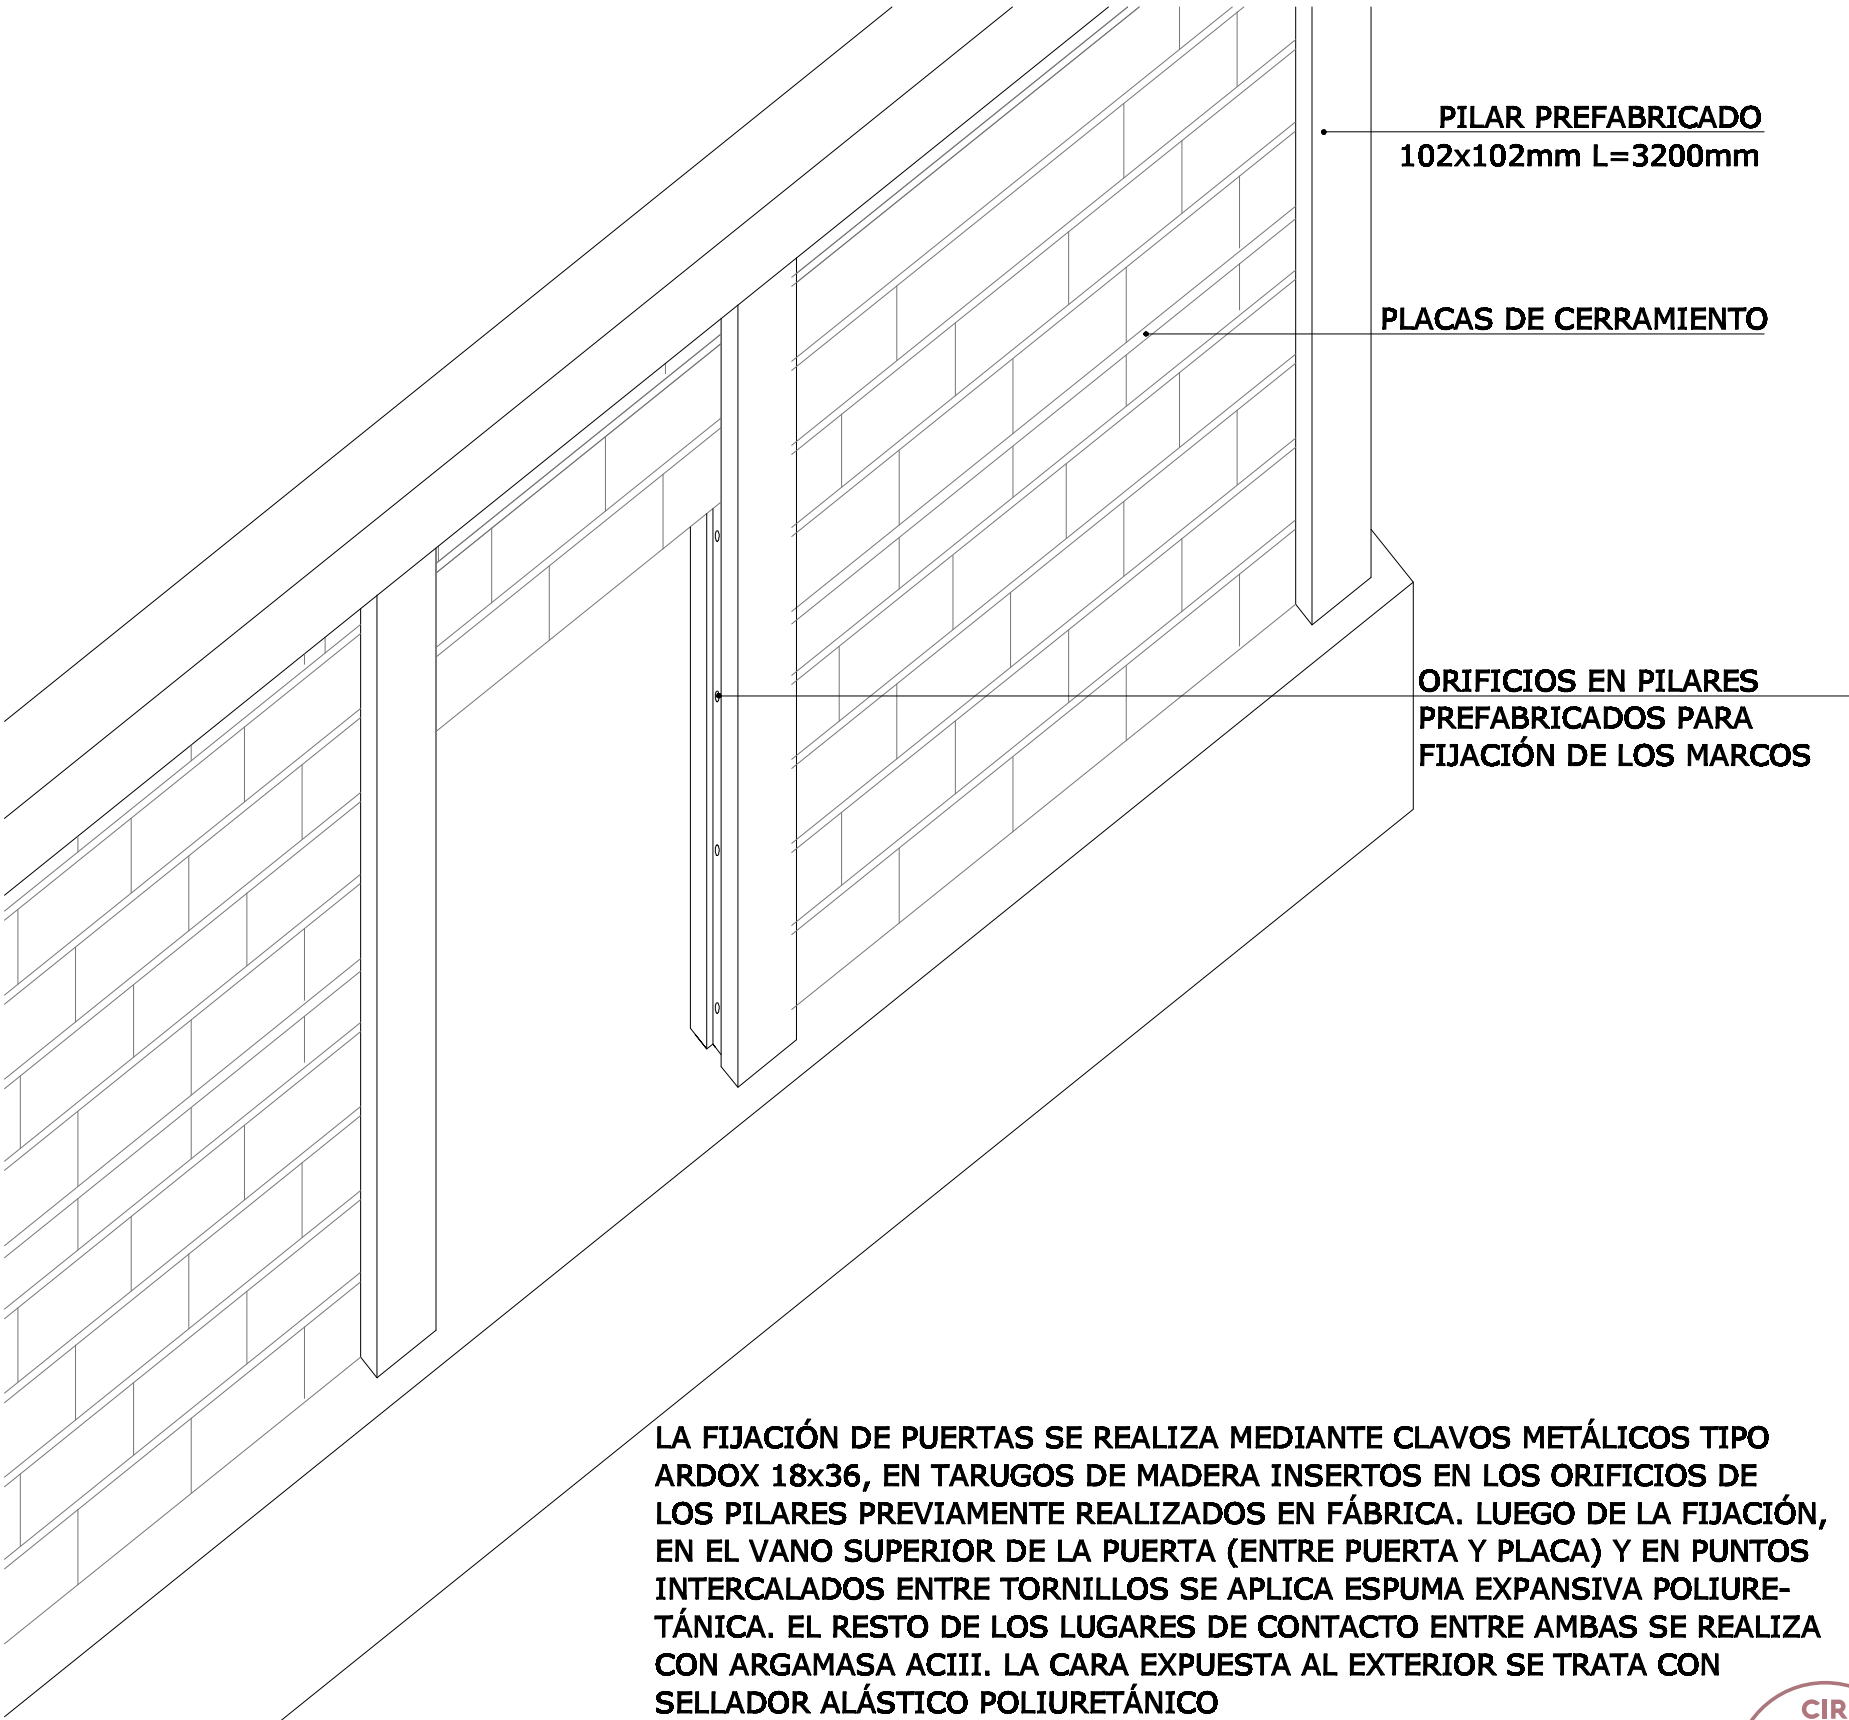 PILAR PREFABRICADO
102x102mm L=3200mm
PLACAS DE CERRAMIENTO
ORIFICIOS EN PILARES
PREFABRICADOS PARA
FIJACIÓN DE LOS MARCOS
LA FIJACIÓN DE PUERTAS SE REALIZA MEDIANTE CLAVOS METÁLICOS TIPO
ARDOX 18x36, EN TARUGOS DE MADERA INSERTOS EN LOS ORIFICIOS DE
LOS PILARES PREVIAMENTE REALIZADOS EN FÁBRICA. LUEGO DE LA FIJACIÓN,
EN EL VANO SUPERIOR DE LA PUERTA (ENTRE PUERTA Y PLACA) Y EN PUNTOS
INTERCALADOS ENTRE TORNILLOS SE APLICA ESPUMA EXPANSIVA POLIURE-
TÁNICA. EL RESTO DE LOS LUGARES DE CONTACTO ENTRE AMBAS SE REALIZA
CON ARGAMASA ACIII. LA CARA EXPUESTA AL EXTERIOR SE TRATA CON
SELLADOR ALÁSTICO POLIURETÁNICO
CIR